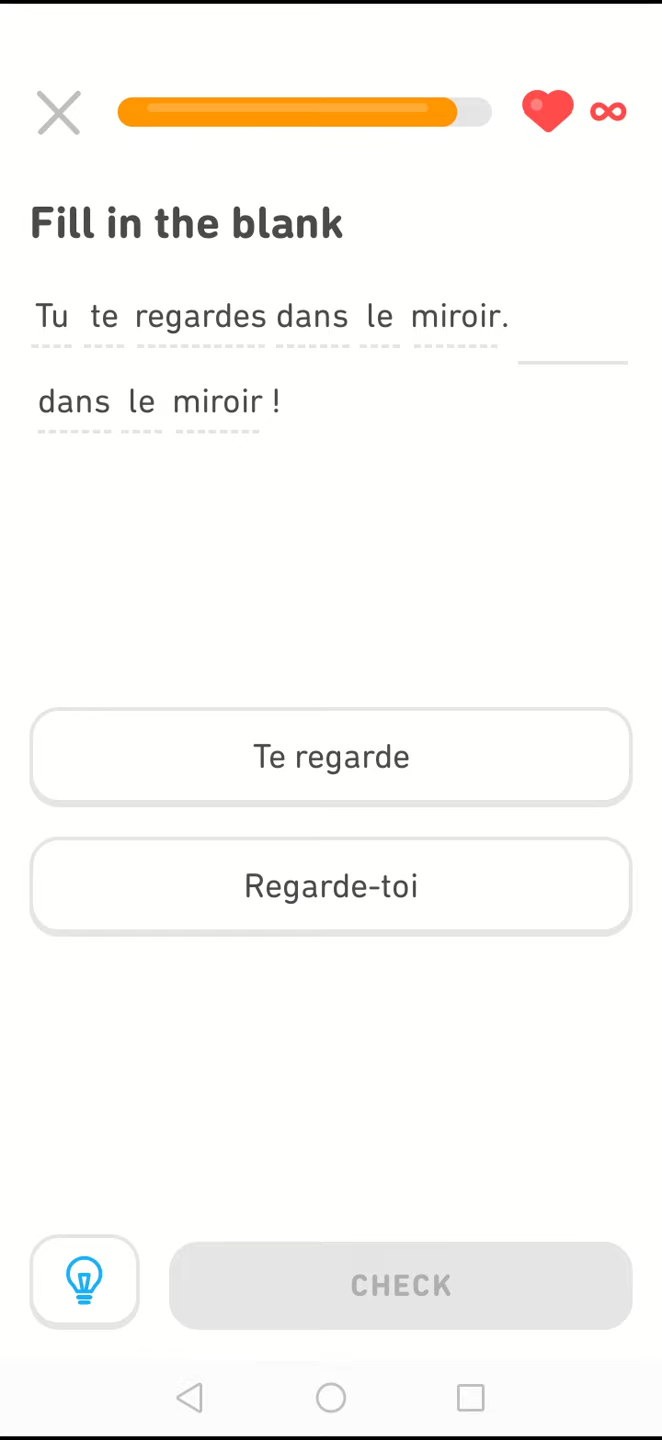 Fill in the blank
Tu te regardes dans le miroir.
dans le miroir !
Te regarde
Regarde-toi
CHECK